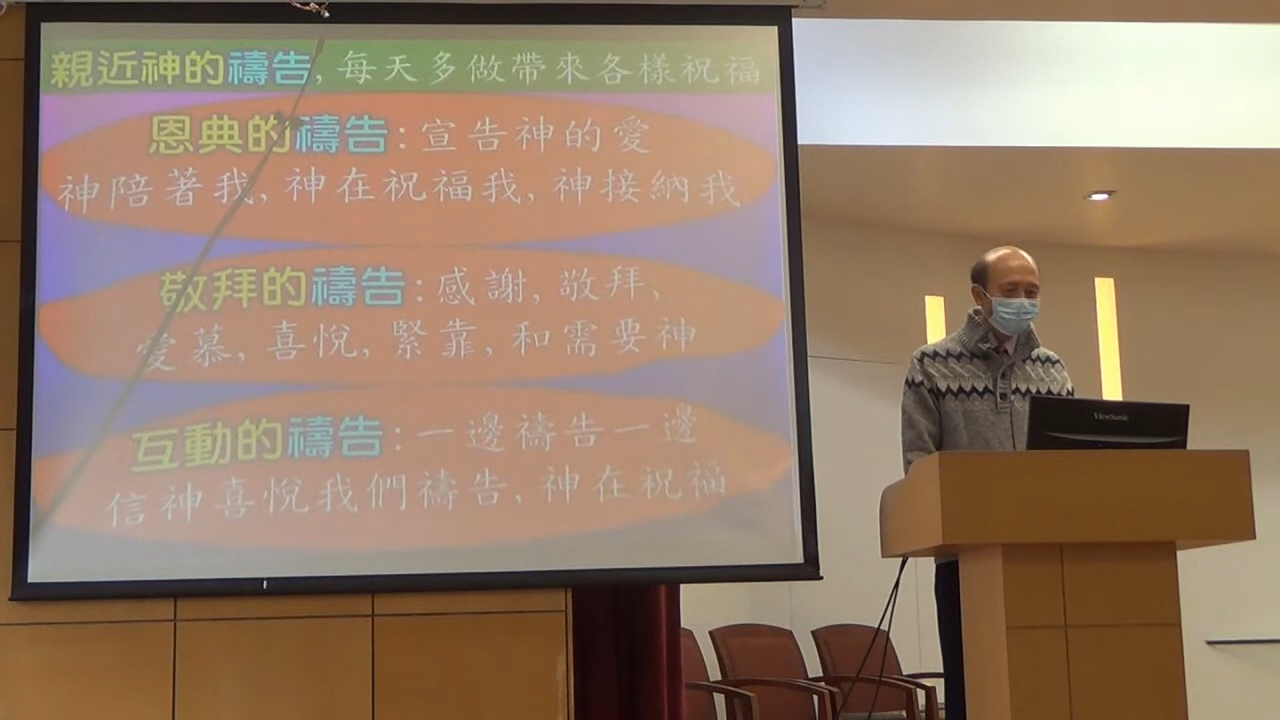 親近神的禱告, 每天多做帶來各樣祝福
恩典的禱告: 宣告神的愛
神陪著我, 神在祝福我, 神接納我
敬拜的禱告: 感謝, 敬拜,
愛慕, 喜悅, 緊靠, 和需要神
互動的禱告: 一邊禱告一邊
信神喜悅我們禱告, 神在祝福
ViewSonic